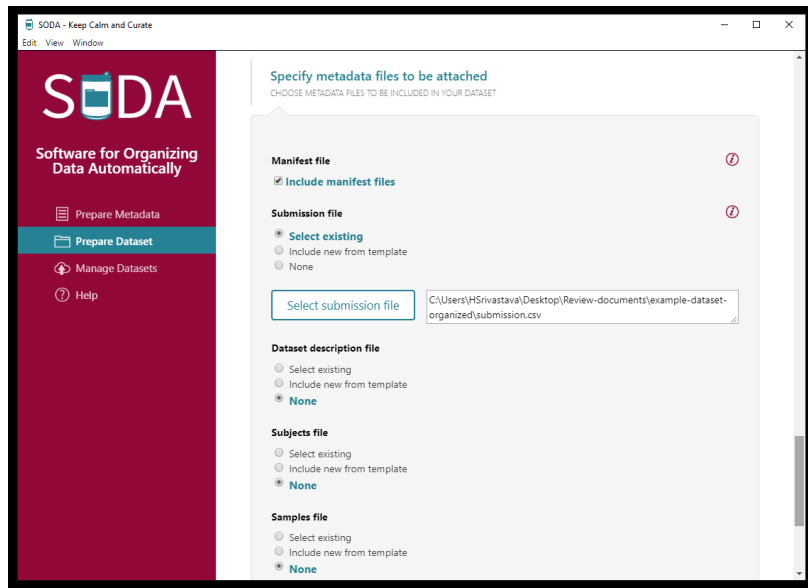 SODA - Keep Calm and Curate
Edit View Window
SODA
Software for Organizing
Data Automatically
Prepare Metadata
Prepare Dataset
Manage Datasets
Help
Specify metadata files to be attached
CHOOSE METADATA FILES TO BE INCLUDED IN YOUR DATASET
Manifest file
Include manifest files
Submission file
Select existing
Include new from template
None
Select submission file
C:\Users\HSrivastava\Desktop\Review-documents\example-dataset-
organized\submission.csv
Dataset description file
Select existing
Include new from template
None
Subjects file
Select existing
Include new from template
None
Samples file
Select existing
Include new from template
None